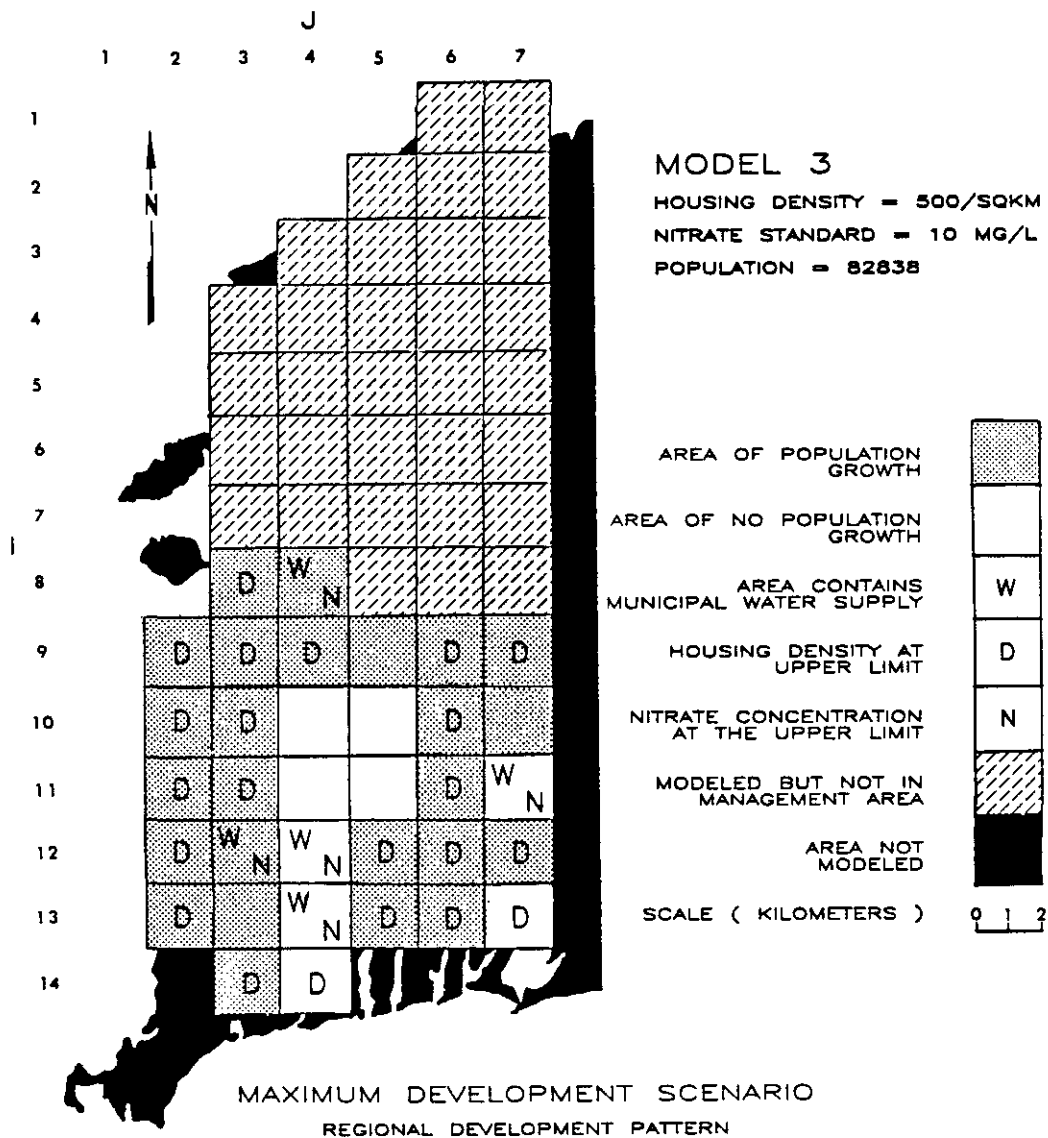 J
1 2 3 4 5 6 7
1
2
3
4
5
6
7
8
9
10
11
12
13
14
I
N
MODEL 3
HOUSING DENSITY = 500/SQKM
NITRATE STANDARD = 10 MG/L
POPULATION = 82838
D W N
D D D D D
D D D
D D D W N
D W N W N D D D
D W N D D D
D D
AREA OF POPULATION
GROWTH
AREA OF NO POPULATION
GROWTH
AREA CONTAINS
MUNICIPAL WATER SUPPLY
W
HOUSING DENSITY AT
UPPER LIMIT
D
NITRATE CONCENTRATION
AT THE UPPER LIMIT
N
MODELED BUT NOT IN
MANAGEMENT AREA
AREA NOT
MODELED
SCALE ( KILOMETERS )
0 1 2
MAXIMUM DEVELOPMENT SCENARIO
REGIONAL DEVELOPMENT PATTERN